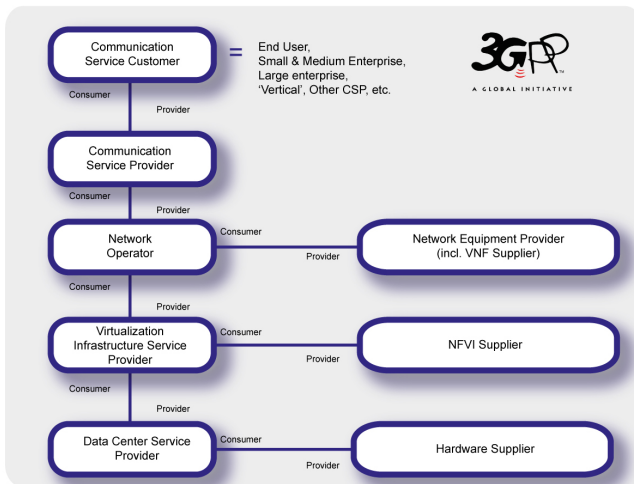 Communication
Service Customer
=
End User,
Small & Medium Enterprise,
Large enterprise,
‘Vertical’, Other CSP, etc.
3GPP
TM
A GLOBAL INITIATIVE
Consumer
Provider
Communication
Service Provider
Consumer
Provider
Network
Operator
Consumer
Provider
Network Equipment Provider
(incl. VNF Supplier)
Consumer
Provider
Virtualization
Infrastructure Service
Provider
Consumer
Provider
NFVI Supplier
Consumer
Provider
Data Center Service
Provider
Consumer
Provider
Hardware Supplier